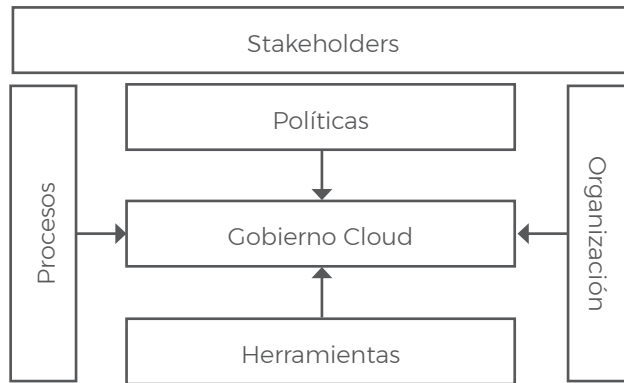 Stakeholders
Políticas
Procesos
Gobierno Cloud
Organización
Herramientas